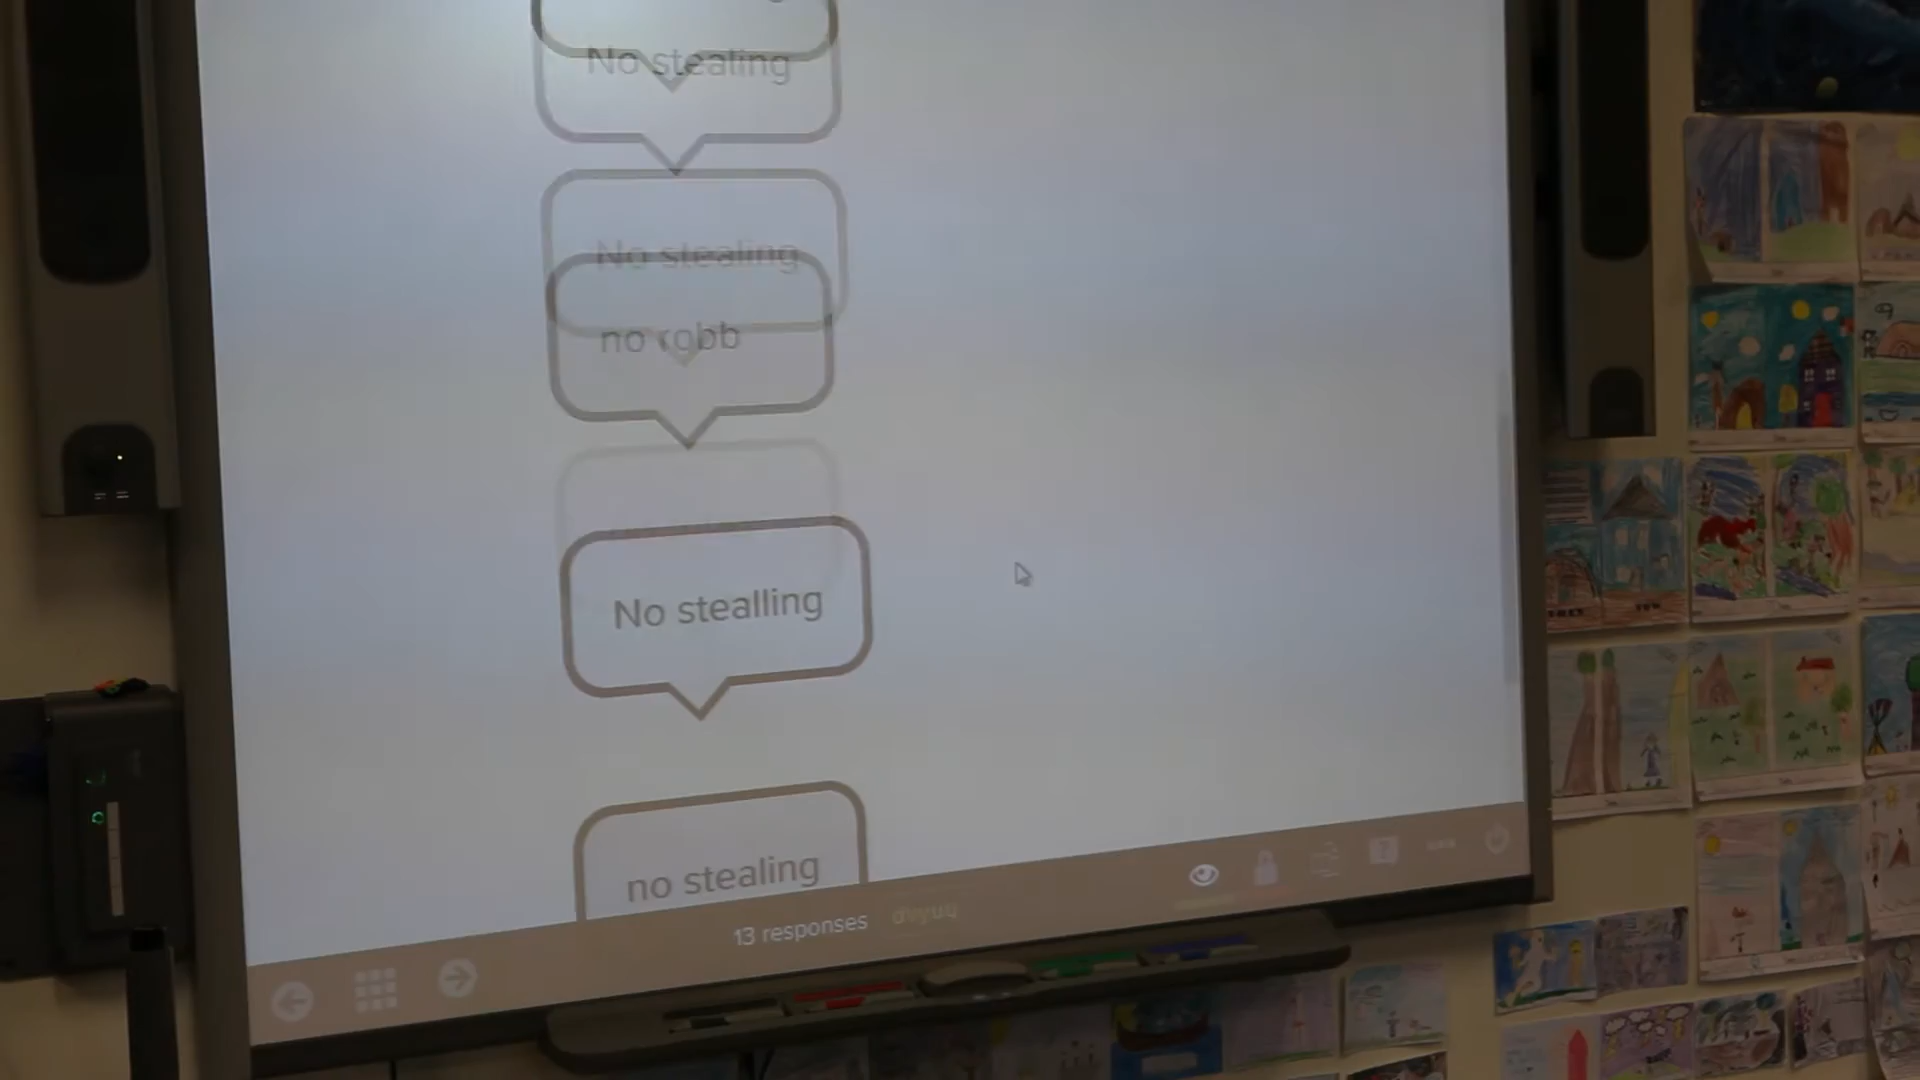 No stealing
No stealing
no robb
No stealling
no stealing
13 responses